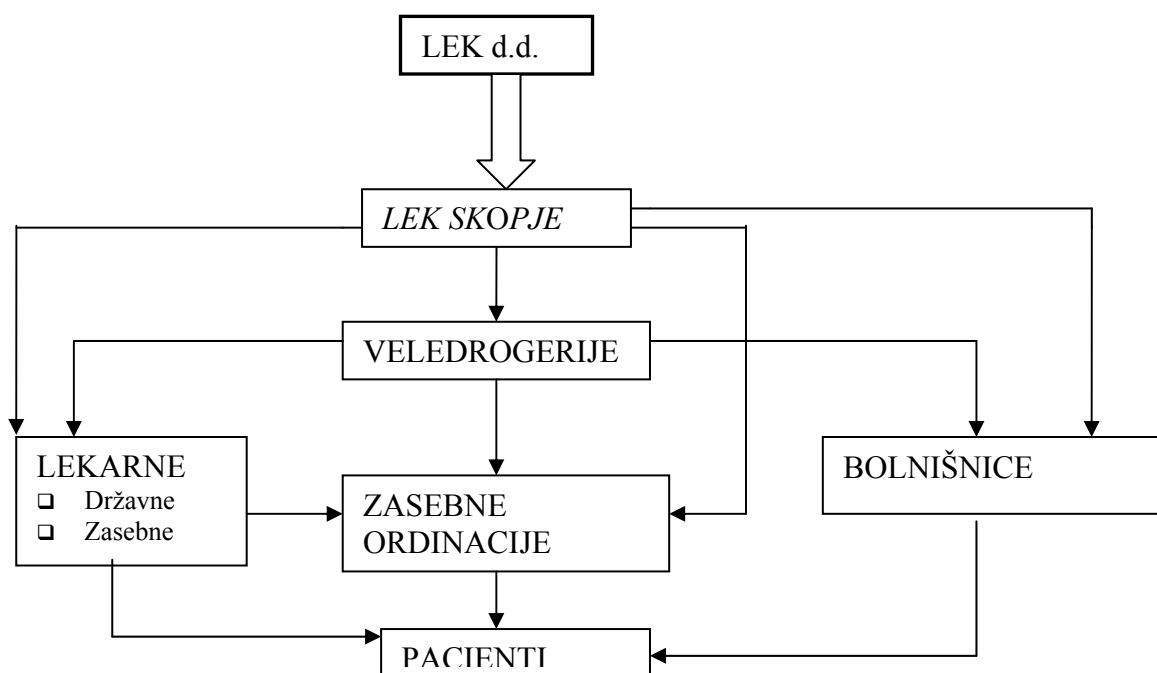 LEK d.d.
LEK SKOPJE
VELEDROGERIJE
LEKARNE
❑ Državne
❑ Zasebne
ZASEBNE
ORDINACIJE
BOLNIŠNICE
PACIENTI